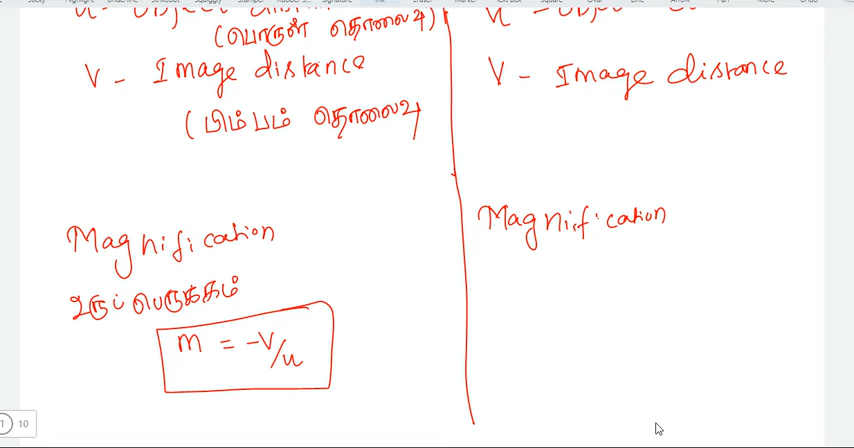 (பொருள் தொலைவு)
V - Image distance
(பிம்பம் தொலைவு)
Magnification
உருப்பெருக்கம்
m = -V/u
V - Image distance
Magnification
10